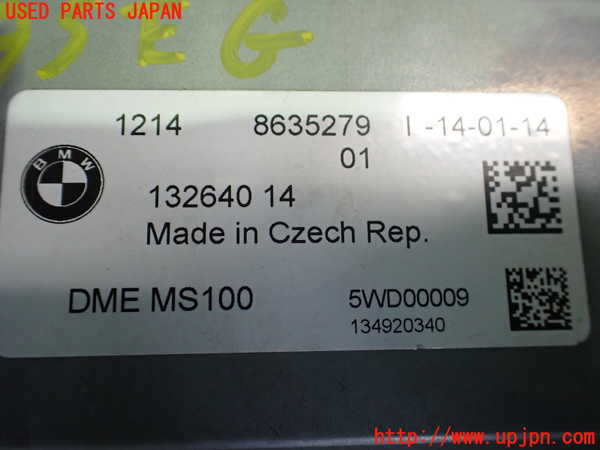 USED PARTS JAPAN
1214 8635279 I -14-01-14
01
BMW
132640 14
Made in Czech Rep.
DME MS100 5WD00009
134920340
http://www.upjpn.com/